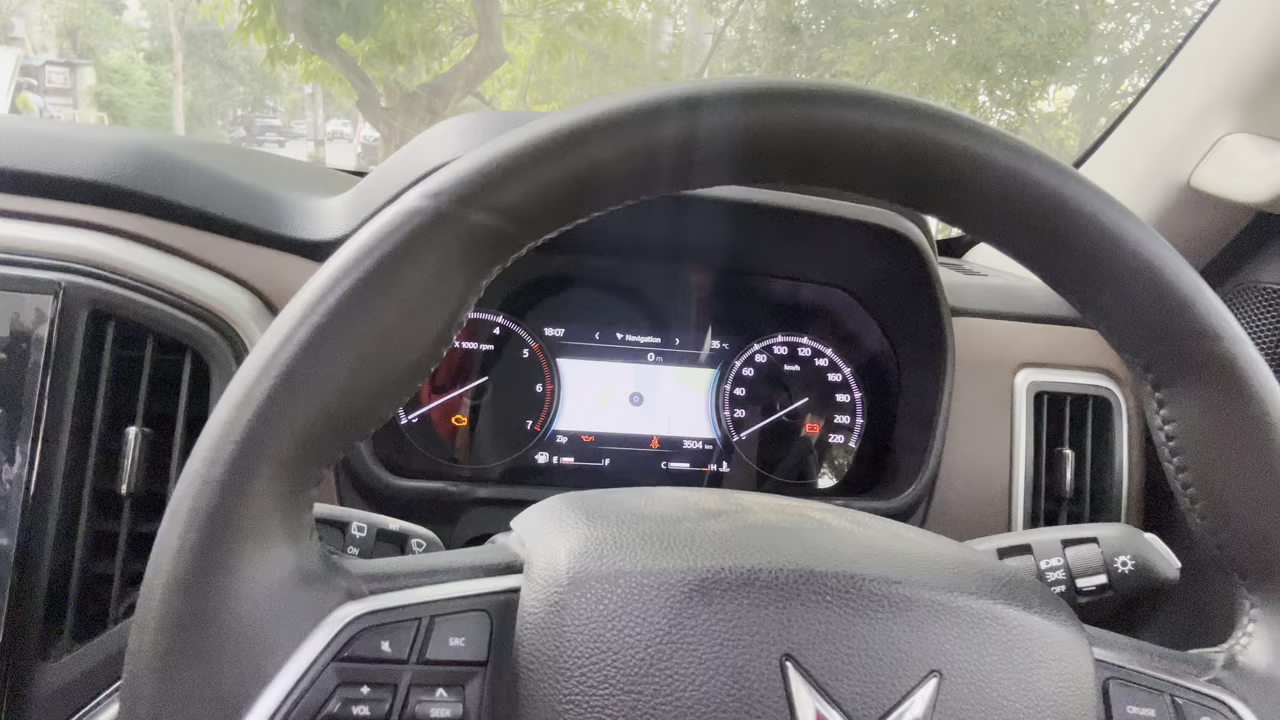 18:07
Navigation
35 °C
0 m
4
5
6
7
X 1000 rpm
20
40
60
80
100
120
140
160
180
200
220
km/h
Zip
3504 km
E F
C H
INT
ON
OFF
SRC
+
VOL
SEEK
CRUISE